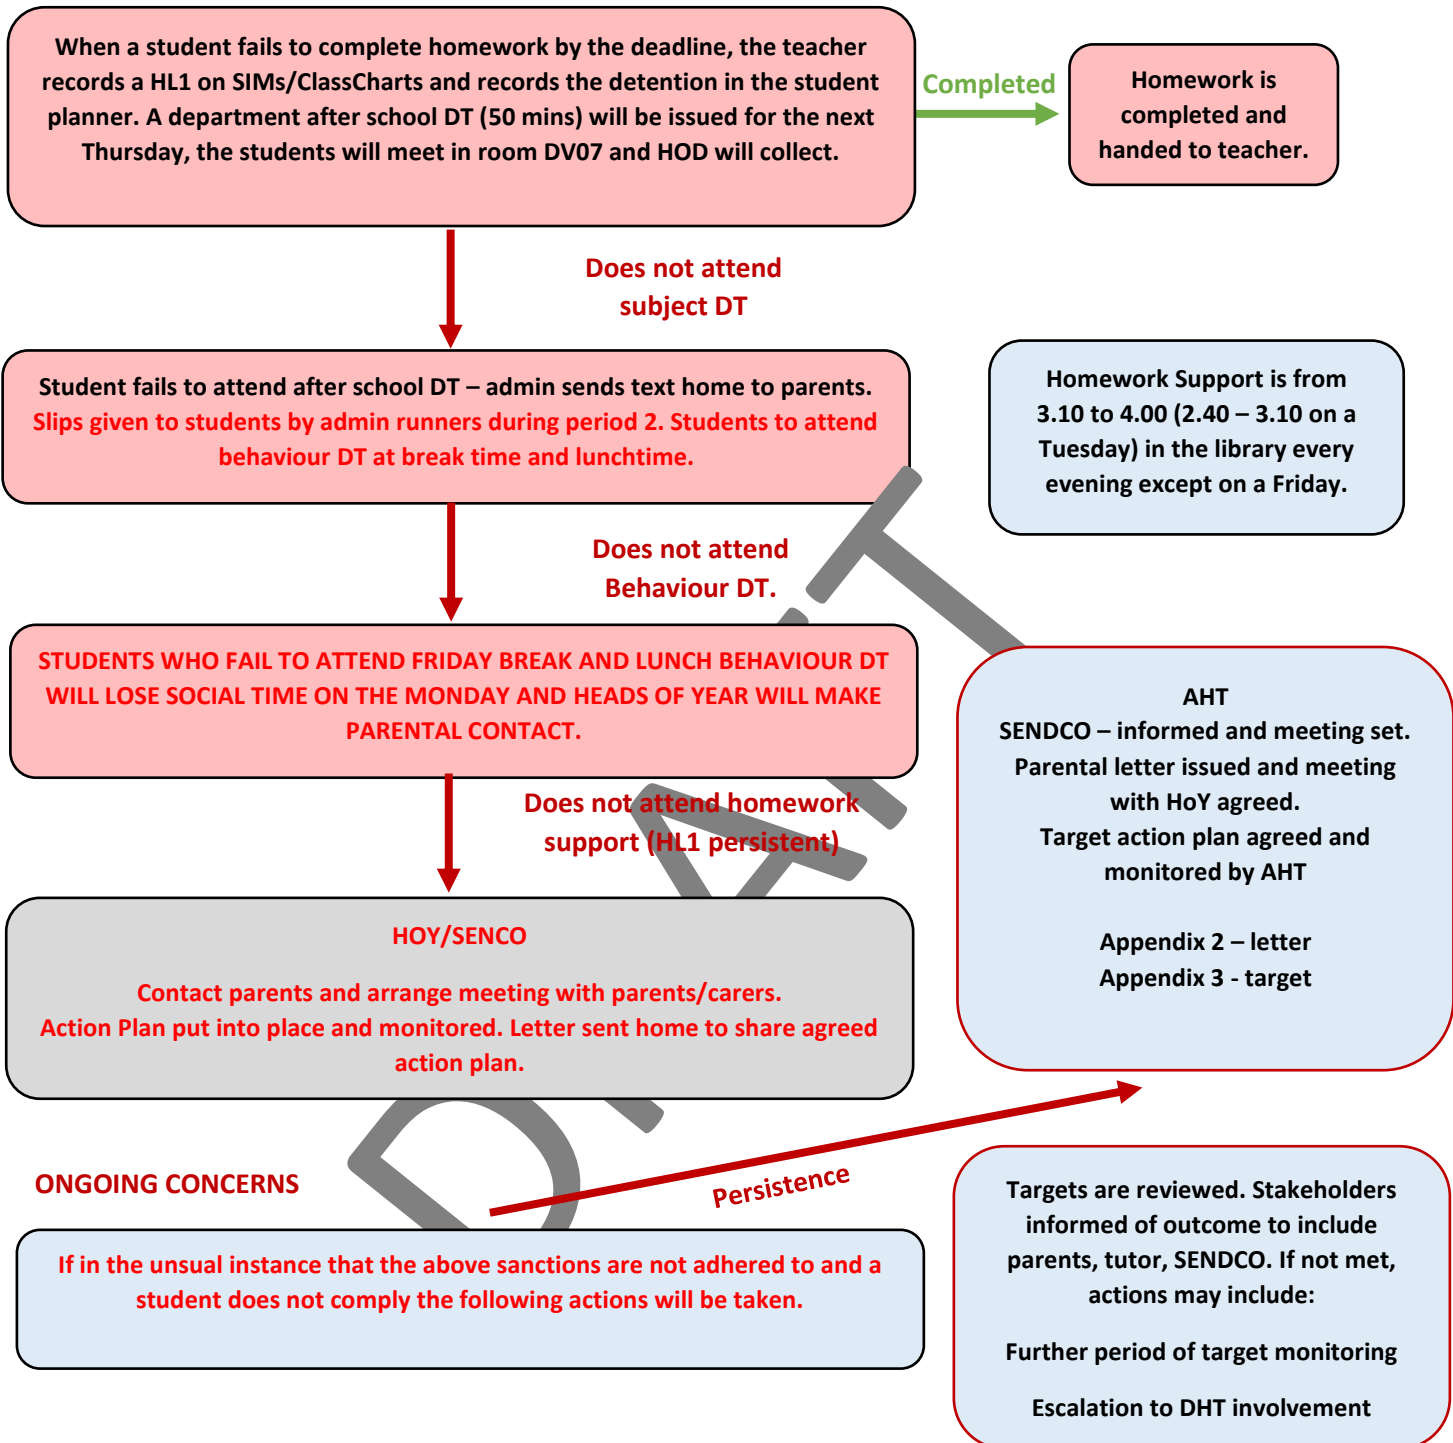 When a student fails to complete homework by the deadline, the teacher
records a HL1 on SIMs/ClassCharts and records the detention in the student
planner. A department after school DT (50 mins) will be issued for the next
Thursday, the students will meet in room DV07 and HOD will collect.
Completed
Homework is
completed and
handed to teacher.
Does not attend
subject DT
Student fails to attend after school DT – admin sends text home to parents.
Slips given to students by admin runners during period 2. Students to attend
behaviour DT at break time and lunchtime.
Homework Support is from
3.10 to 4.00 (2.40 – 3.10 on a
Tuesday) in the library every
evening except on a Friday.
Does not attend
Behaviour DT.
STUDENTS WHO FAIL TO ATTEND FRIDAY BREAK AND LUNCH BEHAVIOUR DT
WILL LOSE SOCIAL TIME ON THE MONDAY AND HEADS OF YEAR WILL MAKE
PARENTAL CONTACT.
Does not attend homework
support (HL1 persistent)
AHT
SENDCO – informed and meeting set.
Parental letter issued and meeting
with HoY agreed.
Target action plan agreed and
monitored by AHT
Appendix 2 – letter
Appendix 3 - target
HOY/SENCO
Contact parents and arrange meeting with parents/carers.
Action Plan put into place and monitored. Letter sent home to share agreed
action plan.
DRAFT
ONGOING CONCERNS
Persistence
If in the unsual instance that the above sanctions are not adhered to and a
student does not comply the following actions will be taken.
Targets are reviewed. Stakeholders
informed of outcome to include
parents, tutor, SENDCO. If not met,
actions may include:
Further period of target monitoring
Escalation to DHT involvement